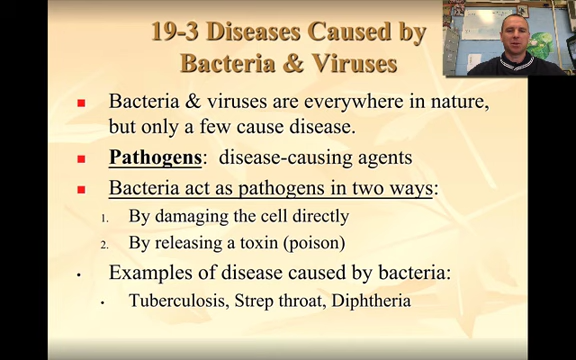 19-3 Diseases Caused by
Bacteria & Viruses
Bacteria & viruses are everywhere in nature,
but only a few cause disease.
Pathogens: disease-causing agents
Bacteria act as pathogens in two ways:
1. By damaging the cell directly
2. By releasing a toxin (poison)
• Examples of disease caused by bacteria:
• Tuberculosis, Strep throat, Diphtheria